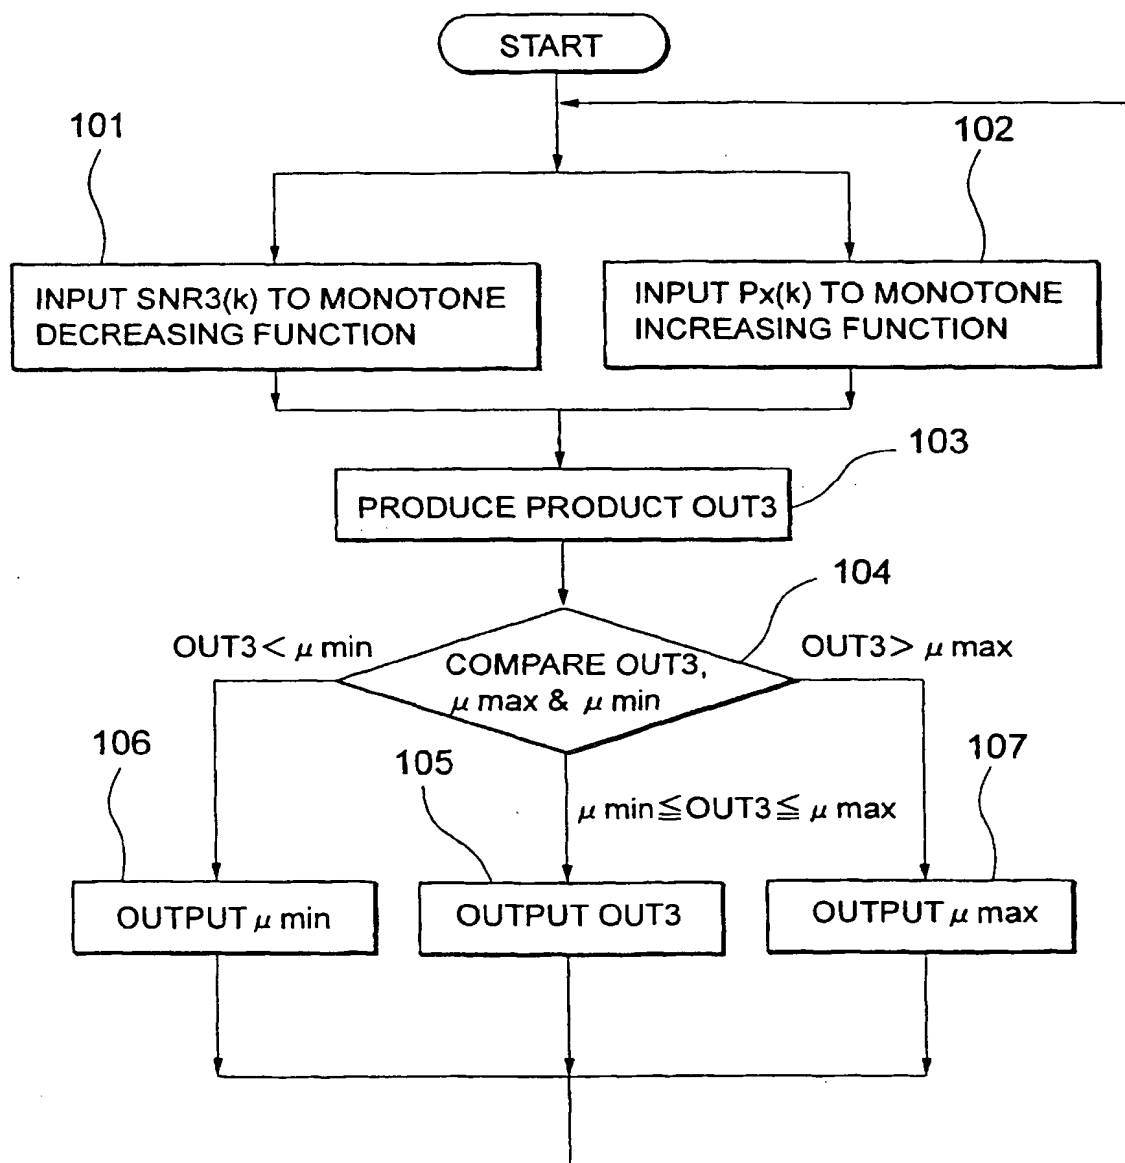 START
101
102
INPUT SNR3(k) TO MONOTONE
DECREASING FUNCTION
INPUT Px(k) TO MONOTONE
INCREASING FUNCTION
103
PRODUCE PRODUCT OUT3
104
OUT3< μ min
OUT3> μ max
COMPARE OUT3,
μ max & μ min
106
105
107
μ min≦OUT3≦ μ max
OUTPUT μ min
OUTPUT OUT3
OUTPUT μ max